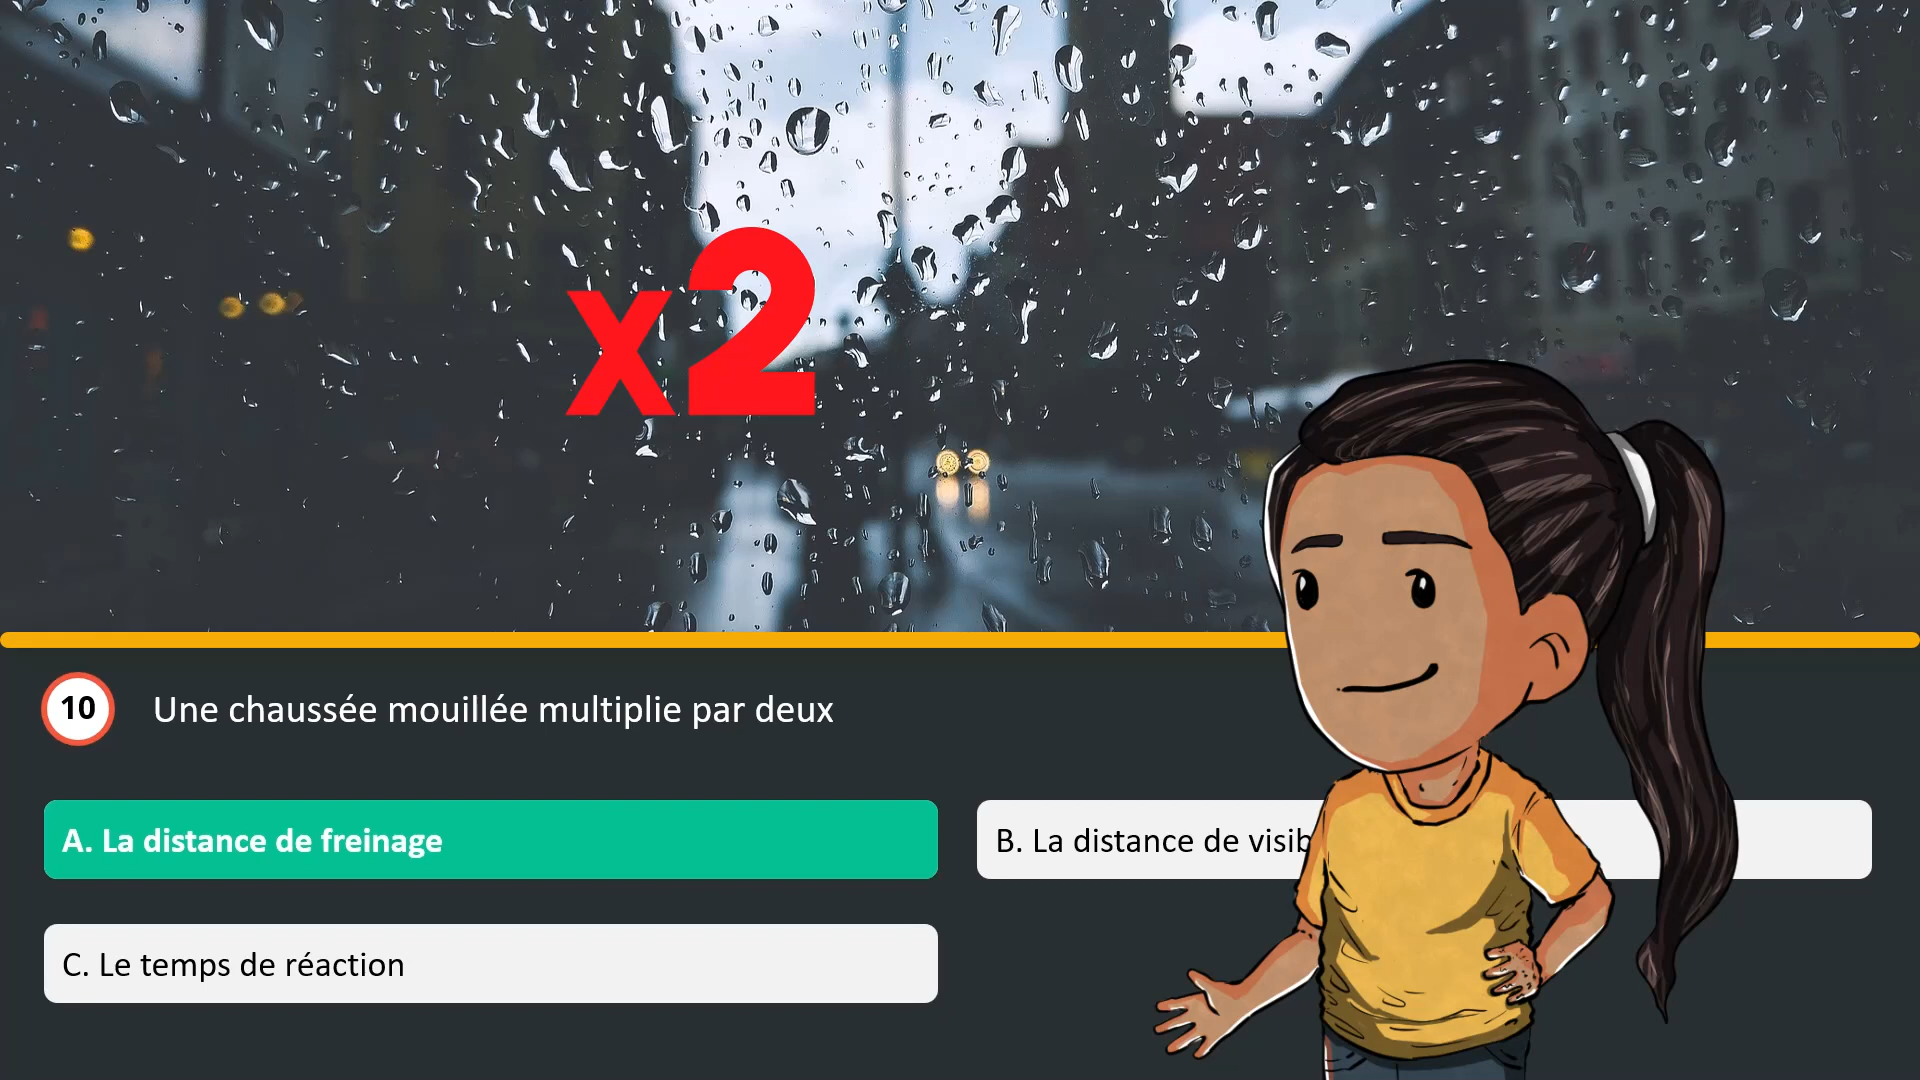 x2
10 Une chaussée mouillée multiplie par deux
A. La distance de freinage
B. La distance de
C. Le temps de réaction